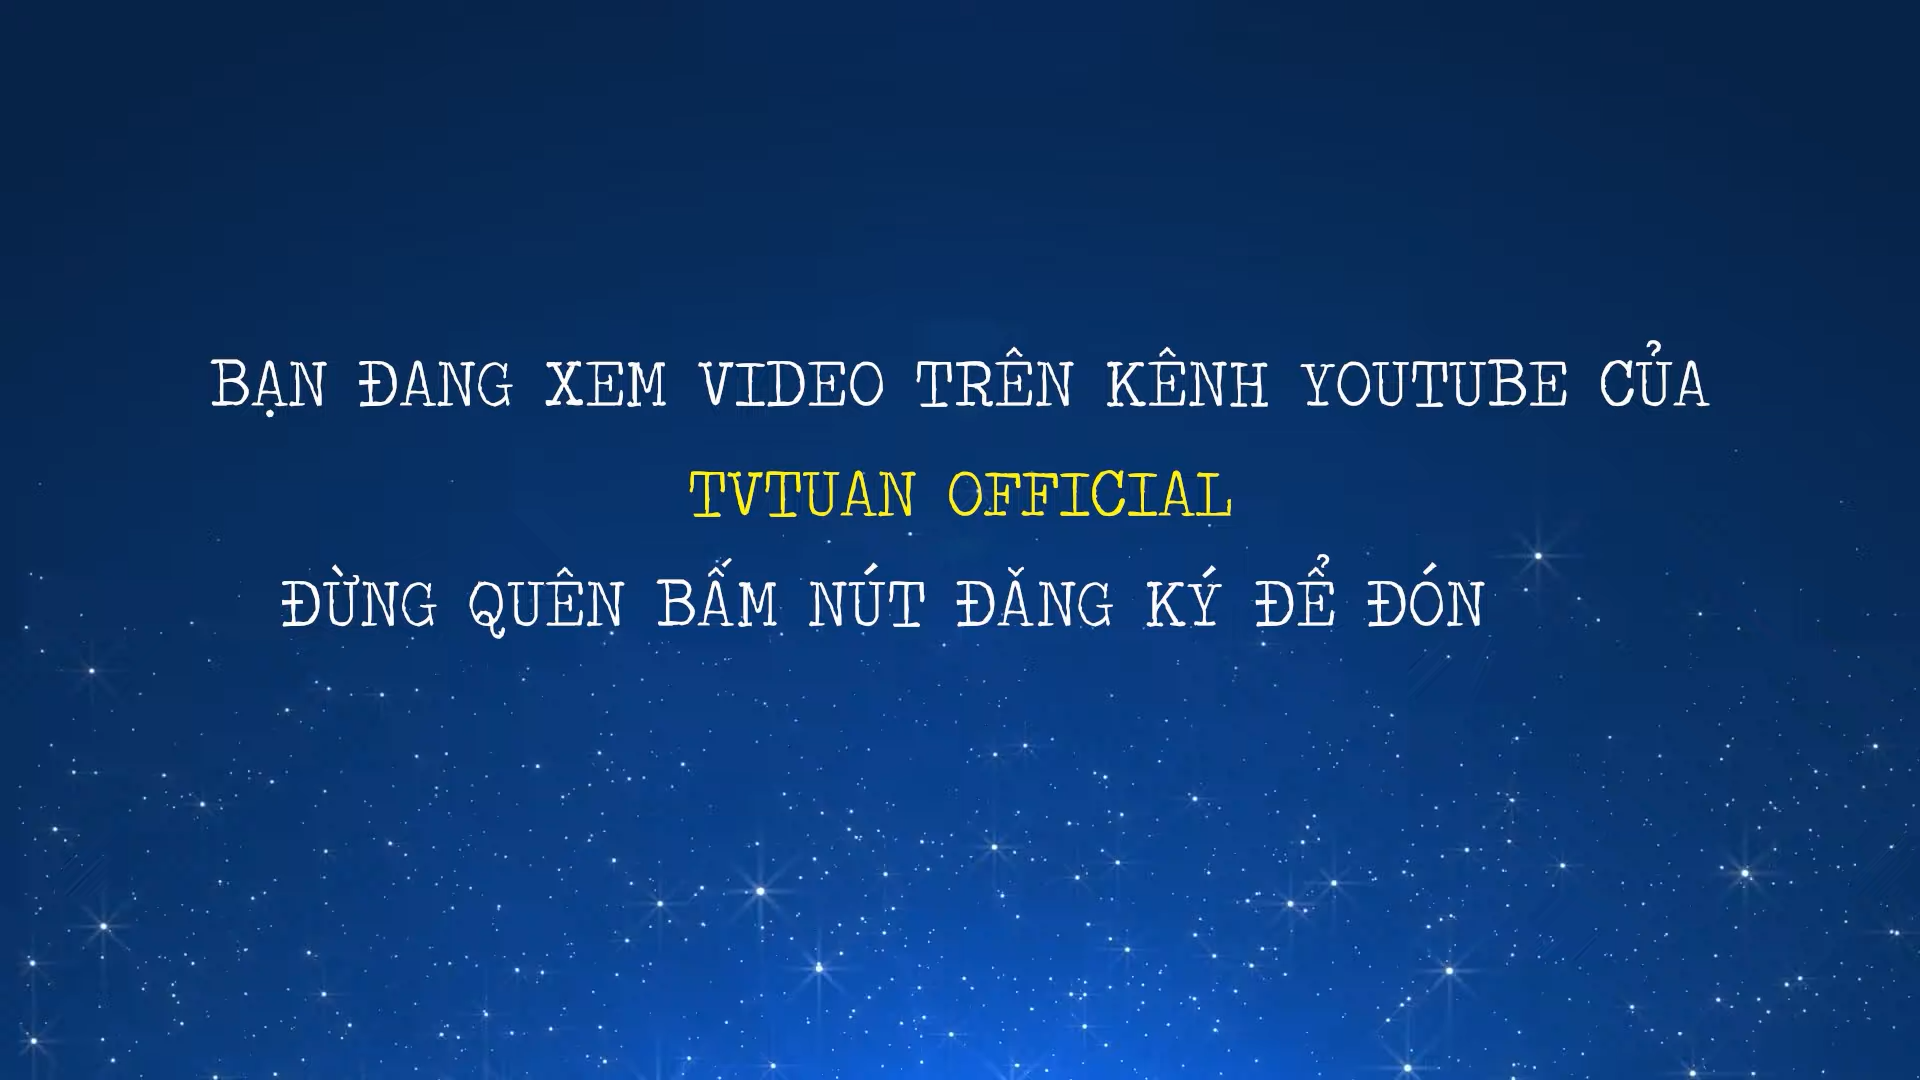 BẠN ĐANG XEM VIDEO TRÊN KÊNH YOUTUBE CỦA
TVTUAN OFFICIAL
ĐỪNG QUÊN BẤM NÚT ĐĂNG KÝ ĐỂ ĐÓN